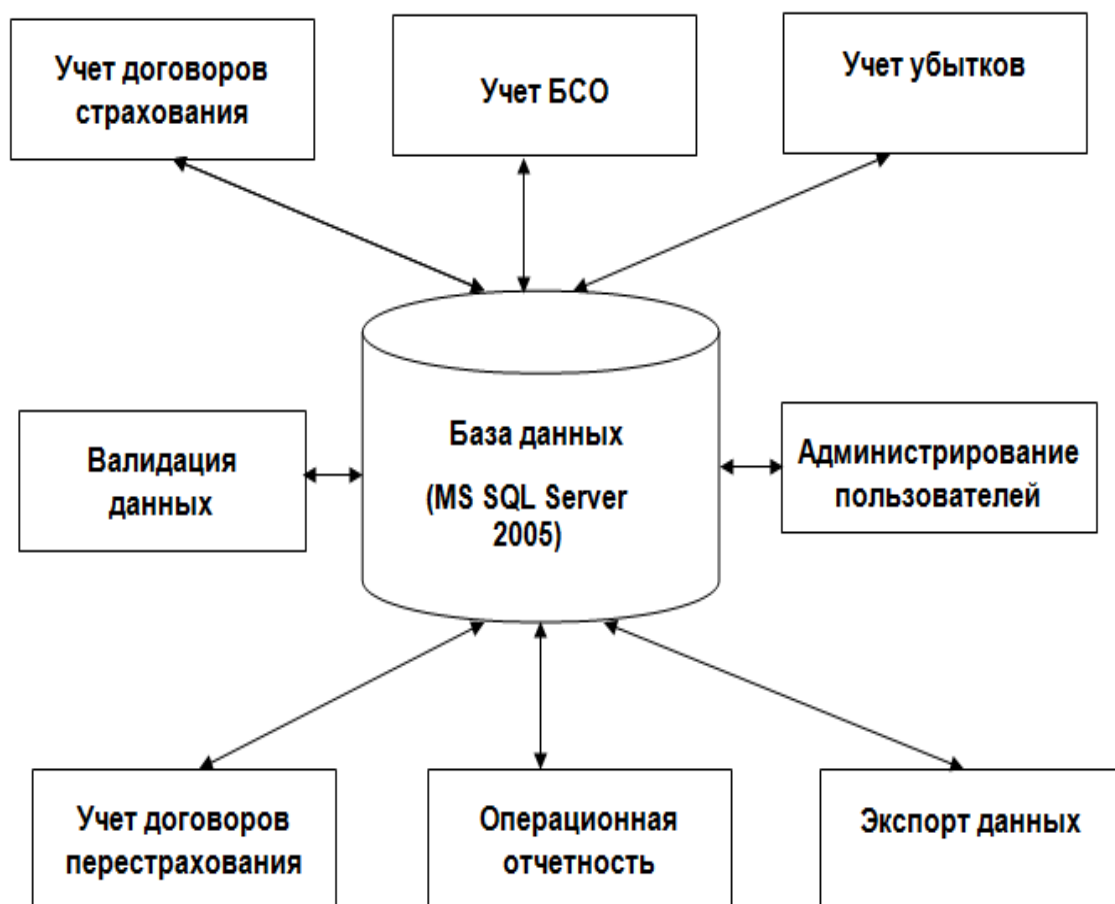 Учет договоров
страхования
Учет БСО
Учет убытков
Валидация
данных
База данных
(MS SQL Server
2005)
Администрирование
пользователей
Учет договоров
перестрахования
Операционная
отчетность
Экспорт данных